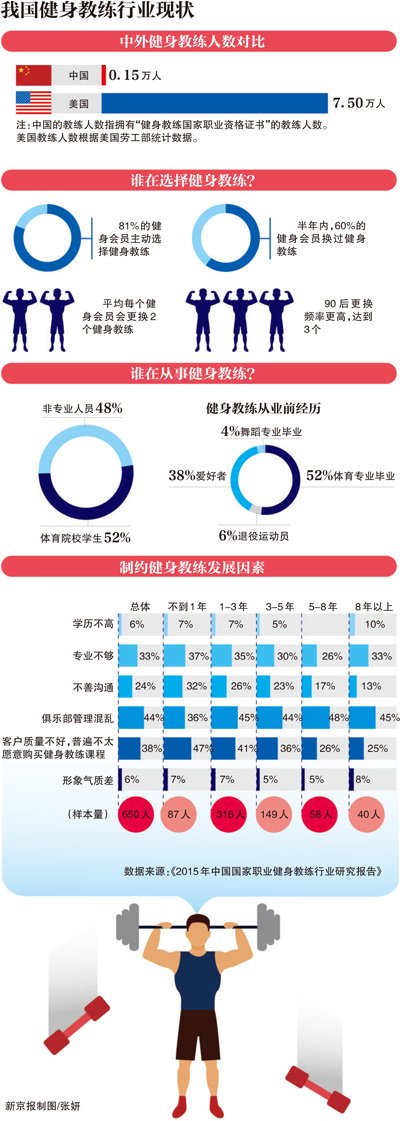 我国健身教练行业现状
中外健身教练人数对比
中国 0.15万人
美国 7.50万人
注:中国的教练人数指拥有“健身教练国家职业资格证书”的教练人数。
美国教练人数根据美国劳工部统计数据。
谁在选择健身教练?
81%的健
身会员主动选
择健身教练
半年内,60%的
健身会员换过健身
教练
平均每个健
身会员会更换2
个健身教练
90后更换
频率更高,达到
3个
谁在从事健身教练?
非专业人员48%
体育院校学生52%
健身教练从业前经历
4%舞蹈专业毕业
38%爱好者
52%体育专业毕业
6%退役运动员
制约健身教练发展因素
总体 不到1年 1-3年 3-5年 5-8年 8年以上
学历不高 6% 7% 7% 5% 10%
专业不够 33% 37% 35% 30% 26% 33%
不善沟通 24% 32% 26% 23% 17% 13%
俱乐部管理混乱 44% 36% 45% 44% 48% 45%
客户质量不好,普遍不太
愿意购买健身教练课程 38% 47% 41% 36% 26% 25%
形象气质差 6% 7% 7% 5% 5% 8%
(样本量) 650人 87人 316人 149人 58人 40人
数据来源:《2015年中国国家职业健身教练行业研究报告》
新京报制图/张妍